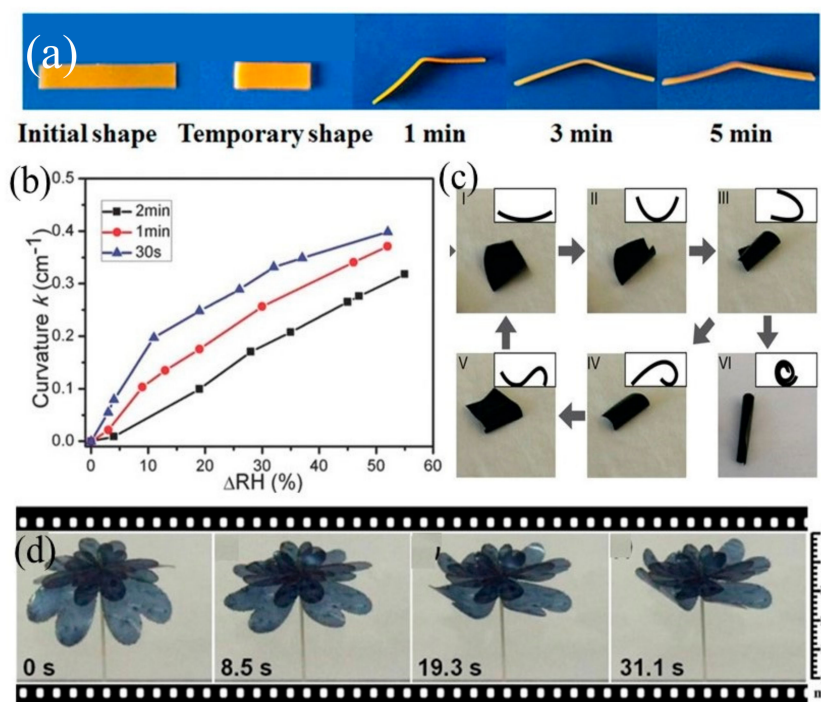 (a)
Initial shape Temporary shape 1 min 3 min 5 min
(b)
0.5
0.4
0.3
0.2
0.1
0.0
Curvature k (cm⁻¹)
2min
1min
30s
0 10 20 30 40 50 60
ΔRH (%)
(c)
I II III
V IV VI
(d)
0 s 8.5 s 19.3 s 31.1 s